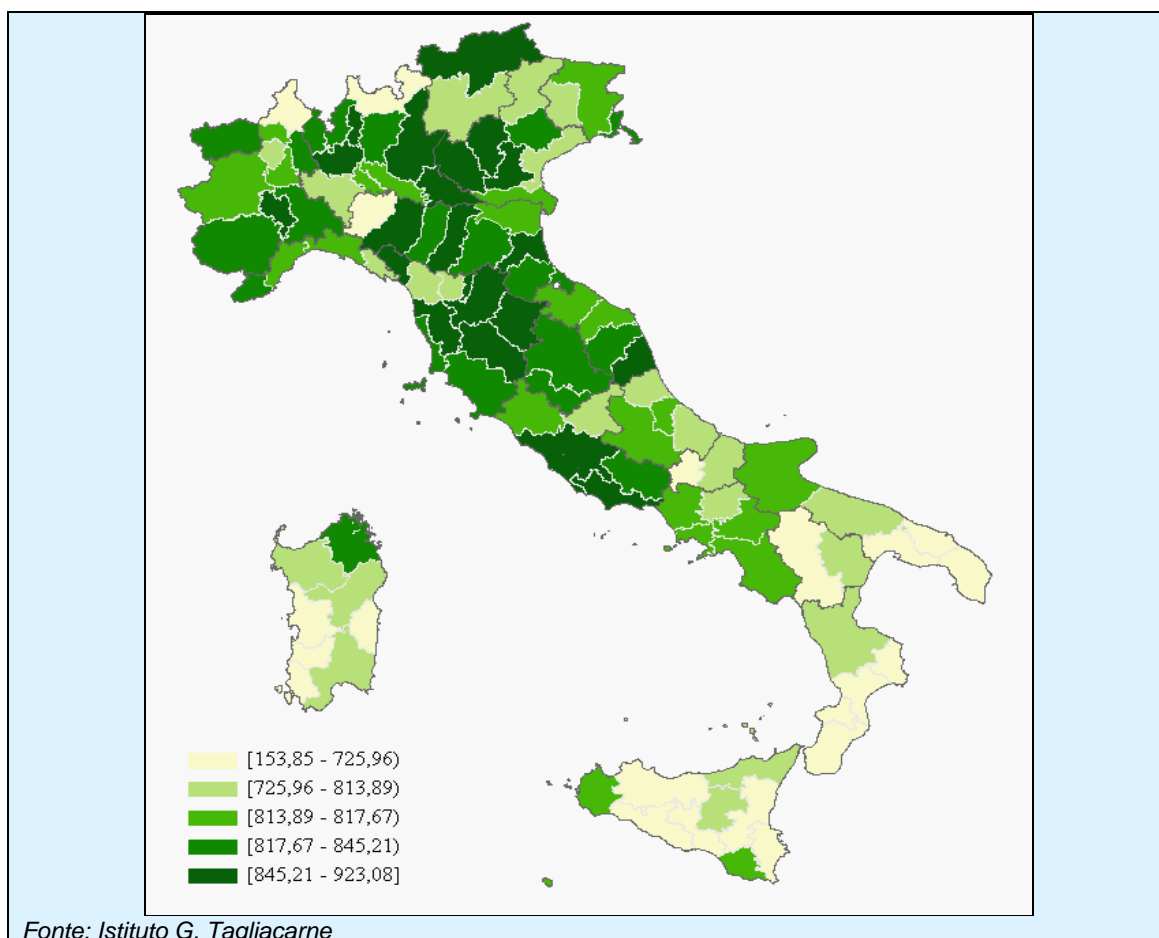 [153,85 - 725,96)
[725,96 - 813,89)
[813,89 - 817,67)
[817,67 - 845,21)
[845,21 - 923,08]
Fonte: Istituto G. Tagliacarne